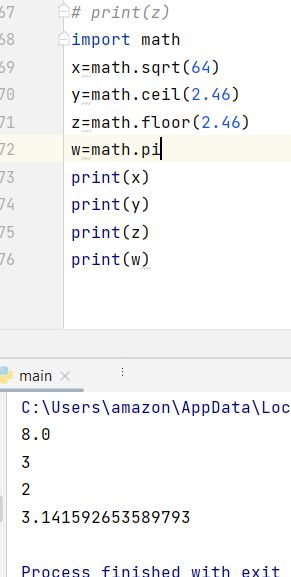 67 # print(z)
68 import math
69 x=math.sqrt(64)
70 y=math.ceil(2.46)
71 z=math.floor(2.46)
72 w=math.pi
73 print(x)
74 print(y)
75 print(z)
76 print(w)
main
C:\Users\amazon\AppData\Loc
8.0
3
2
3.141592653589793
Process finished with exit